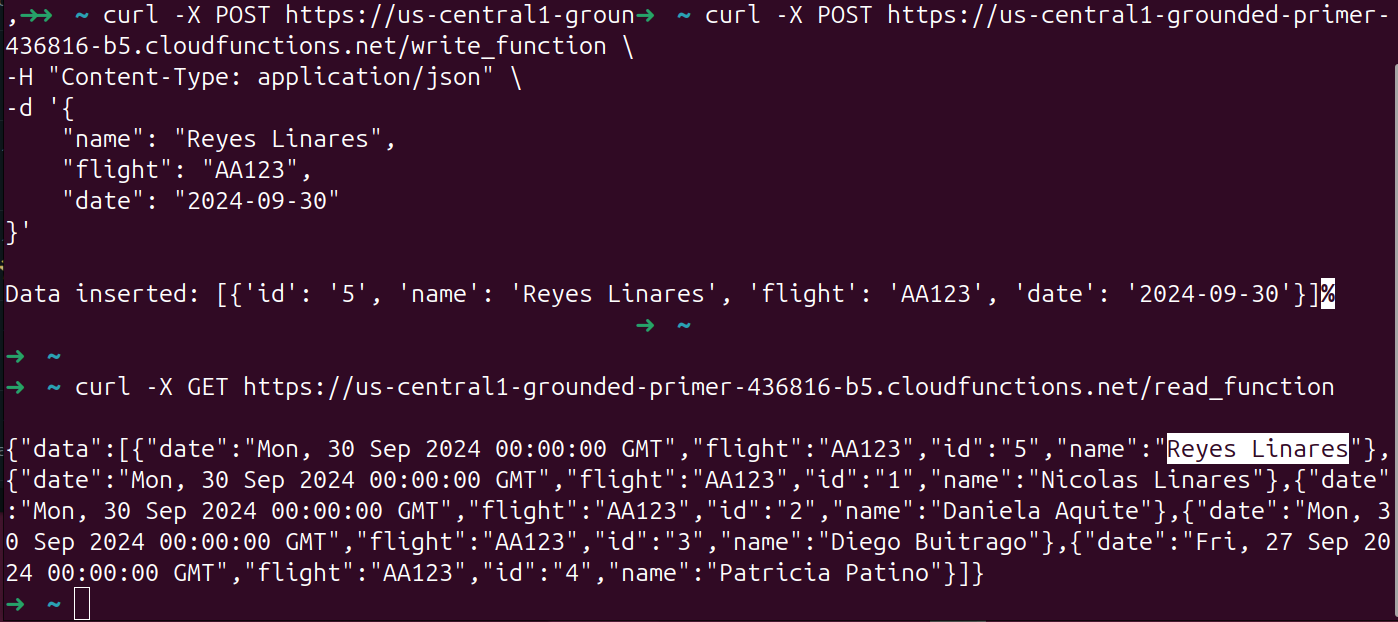 ,➜➜  ~ curl -X POST https://us-central1-groun➜  ~ curl -X POST https://us-central1-grounded-primer-
436816-b5.cloudfunctions.net/write_function \
-H "Content-Type: application/json" \
-d '{
    "name": "Reyes Linares",
    "flight": "AA123",
    "date": "2024-09-30"
}'
Data inserted: [{'id': '5', 'name': 'Reyes Linares', 'flight': 'AA123', 'date': '2024-09-30'}]%
➜  ~
➜  ~
➜  ~ curl -X GET https://us-central1-grounded-primer-436816-b5.cloudfunctions.net/read_function
{"data":[{"date":"Mon, 30 Sep 2024 00:00:00 GMT","flight":"AA123","id":"5","name":"Reyes Linares"},
{"date":"Mon, 30 Sep 2024 00:00:00 GMT","flight":"AA123","id":"1","name":"Nicolas Linares"},{"date"
:"Mon, 30 Sep 2024 00:00:00 GMT","flight":"AA123","id":"2","name":"Daniela Aquite"},{"date":"Mon, 3
0 Sep 2024 00:00:00 GMT","flight":"AA123","id":"3","name":"Diego Buitrago"},{"date":"Fri, 27 Sep 20
24 00:00:00 GMT","flight":"AA123","id":"4","name":"Patricia Patino"}]}
➜  ~